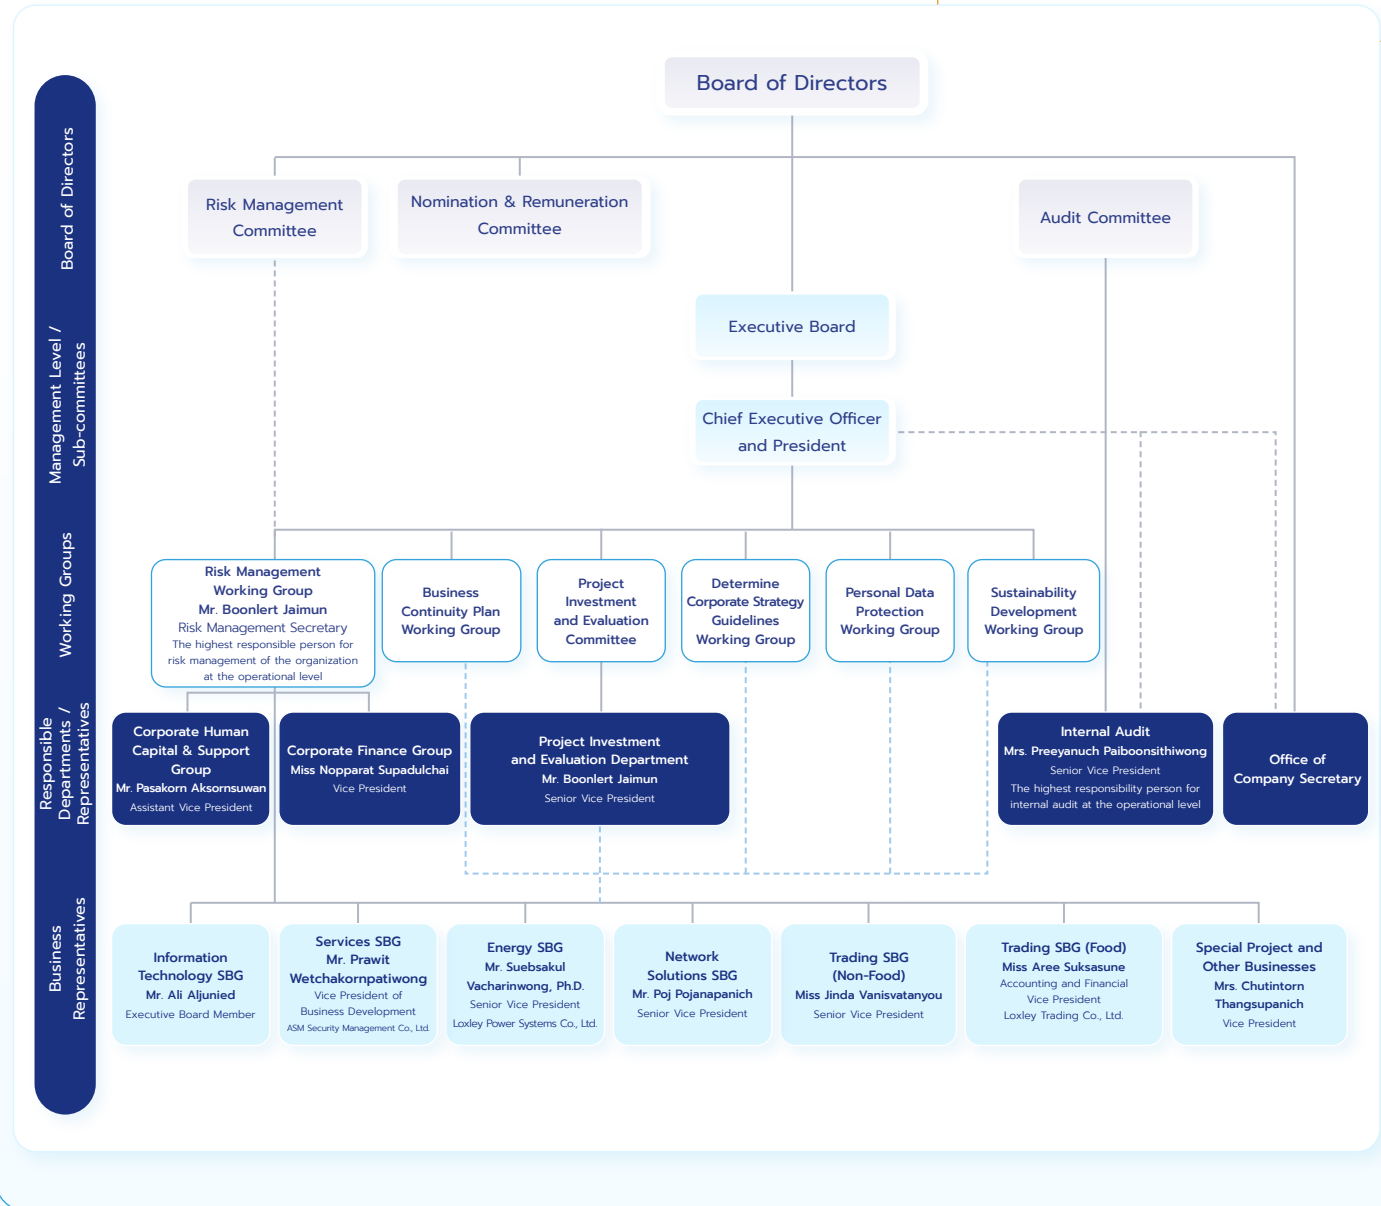 Board of Directors
Board of Directors
Risk Management
Committee
Nomination & Remuneration
Committee
Audit Committee
Management Level /
Sub-committees
Executive Board
Chief Executive Officer
and President
Working Groups
Risk Management
Working Group
Mr. Boonlert Jaimun
Risk Management Secretary
The highest responsible person for
risk management of the organization
at the operational level
Business
Continuity Plan
Working Group
Project
Investment
and Evaluation
Committee
Determine
Corporate Strategy
Guidelines
Working Group
Personal Data
Protection
Working Group
Sustainability
Development
Working Group
Responsible
Departments /
Representatives
Corporate Human
Capital & Support
Group
Mr. Pasakorn Aksornsuwan
Assistant Vice President
Corporate Finance Group
Miss Nopparat Supadulchai
Vice President
Project Investment
and Evaluation Department
Mr. Boonlert Jaimun
Senior Vice President
Internal Audit
Mrs. Preeyanuch Paiboonsithiwong
Senior Vice President
The highest responsibility person for
internal audit at the operational level
Office of
Company Secretary
Business
Representatives
Information
Technology SBG
Mr. Ali Aljunied
Executive Board Member
Services SBG
Mr. Prawit
Wetchakornpatiwong
Vice President of
Business Development
ASM Security Management Co., Ltd.
Energy SBG
Mr. Suebsakul
Vacharinwong, Ph.D.
Senior Vice President
Loxley Power Systems Co., Ltd.
Network
Solutions SBG
Mr. Poj Pojanapanich
Senior Vice President
Trading SBG
(Non-Food)
Miss Jinda Vanisvatanyou
Senior Vice President
Trading SBG (Food)
Miss Aree Suksasune
Accounting and Financial
Vice President
Loxley Trading Co., Ltd.
Special Project and
Other Businesses
Mrs. Chutintorn
Thangsupanich
Vice President